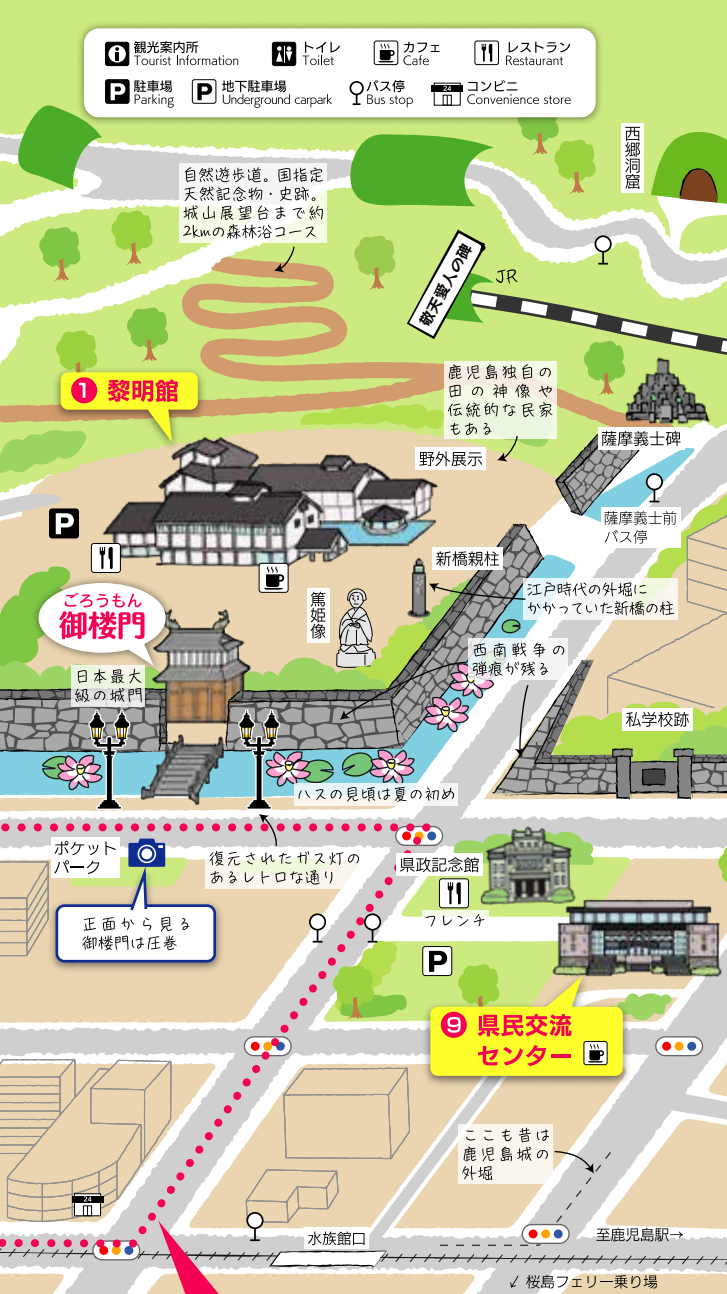 観光案内所
Tourist Information
トイレ
Toilet
カフェ
Cafe
レストラン
Restaurant
P
駐車場
Parking
P
地下駐車場
Underground carpark
バス停
Bus stop
24
コンビニ
Convenience store
西郷洞窟
自然遊歩道。国指定
天然記念物・史跡。
城山展望台まで約
2kmの森林浴コース
敬天愛人の碑
JR
1 黎明館
鹿児島独自の
田の神像や
伝統的な民家
もある
野外展示
薩摩義士碑
薩摩義士前
バス停
P
新橋親柱
江戸時代の外堀に
かかっていた新橋の柱
篤姫像
ごろうもん
御楼門
日本最大
級の城門
西南戦争の
弾痕が残る
私学校跡
ハスの見頃は夏の初め
ポケット
パーク
復元されたガス灯の
あるレトロな通り
県政記念館
フレンチ
正面から見る
御楼門は圧巻
P
9 県民交流
センター
ここも昔は
鹿児島城の
外堀
24
水族館口
至鹿児島駅→
↙ 桜島フェリー乗り場